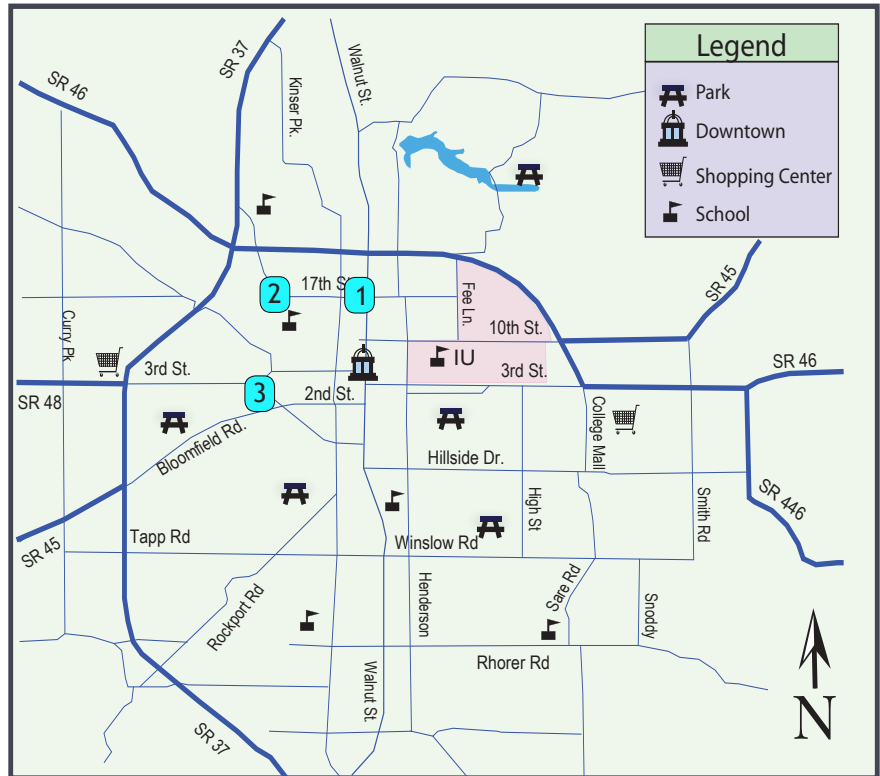 SR 37
Walnut St.
Legend
SR 46
Kinser Pk.
Park
Downtown
Shopping Center
School
2
17th S
1
Fee Ln.
SR 45
Curry Pk
10th St.
IU
3rd St.
3rd St.
SR 46
SR 48
3
2nd St.
College Mall
Bloomfield Rd.
Hillside Dr.
High St
Smith Rd
SR 446
SR 45
Tapp Rd
Winslow Rd
Rockport Rd
Henderson
Sare Rd
Snoddy
Walnut St.
Rhorer Rd
SR 37
N